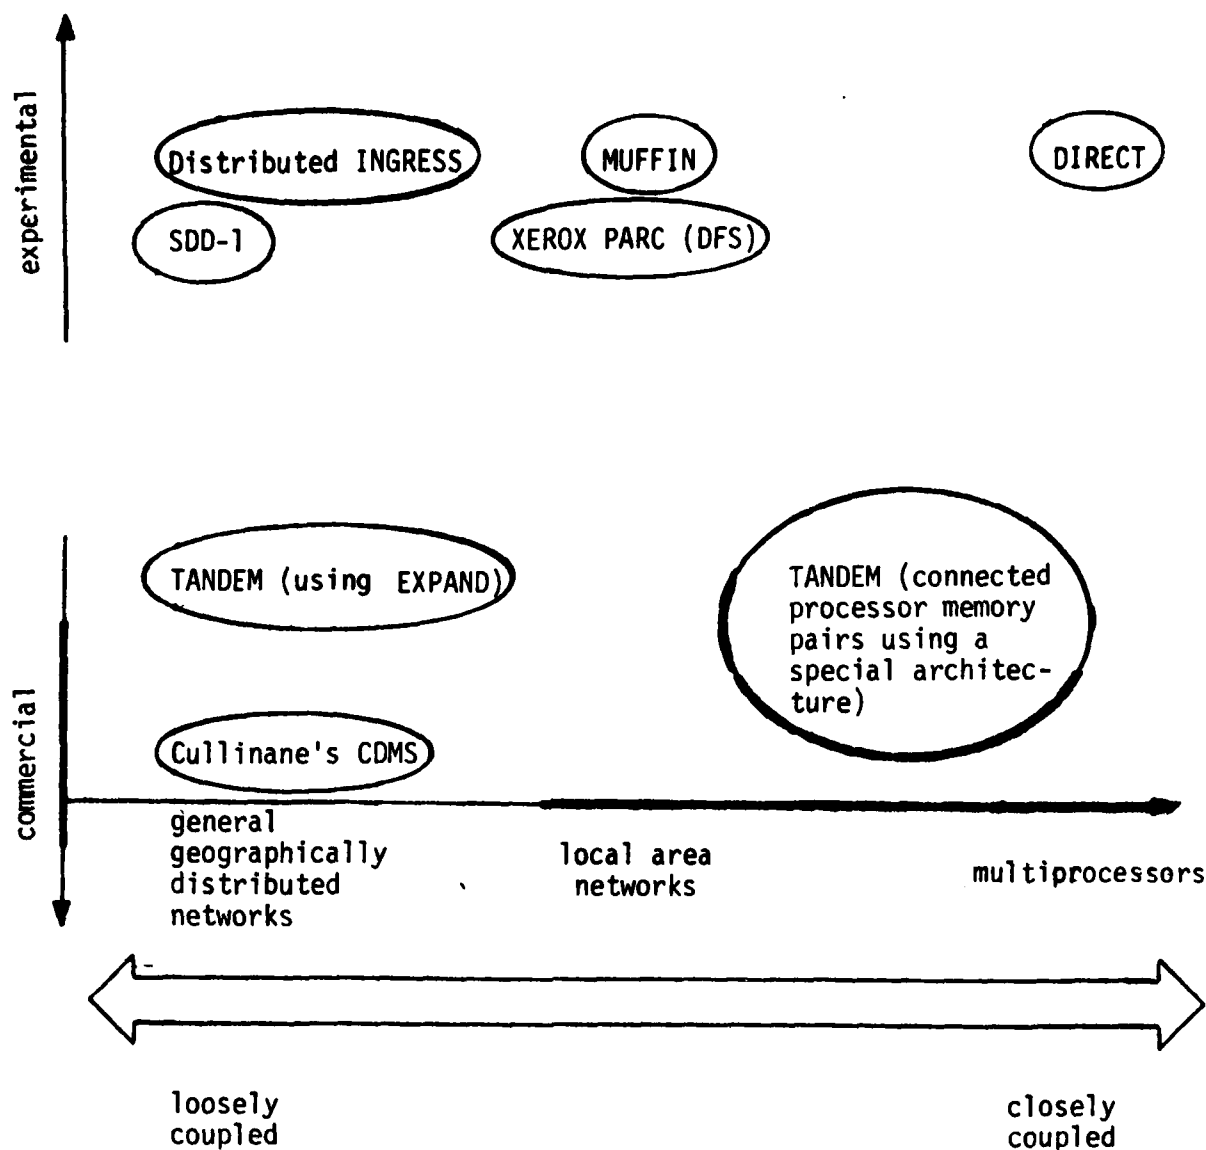 experimental
Distributed INGRESS
MUFFIN
DIRECT
SDD-1
XEROX PARC (DFS)
TANDEM (using EXPAND)
TANDEM (connected
processor memory
pairs using a
special architec-
ture)
commercial
Cullinane's CDMS
general
geographically
distributed
networks
local area
networks
multiprocessors
loosely
coupled
closely
coupled